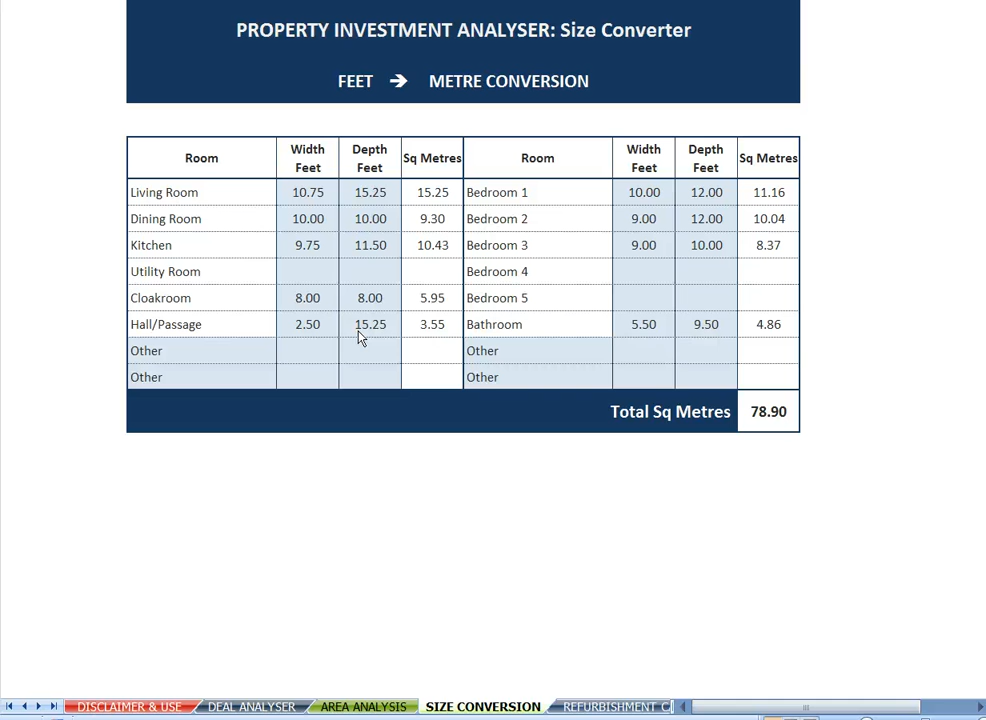 PROPERTY INVESTMENT ANALYSER: Size Converter
FEET → METRE CONVERSION
Room Width Feet Depth Feet Sq Metres Room Width Feet Depth Feet Sq Metres
Living Room 10.75 15.25 15.25 Bedroom 1 10.00 12.00 11.16
Dining Room 10.00 10.00 9.30 Bedroom 2 9.00 12.00 10.04
Kitchen 9.75 11.50 10.43 Bedroom 3 9.00 10.00 8.37
Utility Room Bedroom 4
Cloakroom 8.00 8.00 5.95 Bedroom 5
Hall/Passage 2.50 15.25 3.55 Bathroom 5.50 9.50 4.86
Other Other
Other Other
Total Sq Metres 78.90
DISCLAIMER & USE DEAL ANALYSER AREA ANALYSIS SIZE CONVERSION REFURBISHMENT